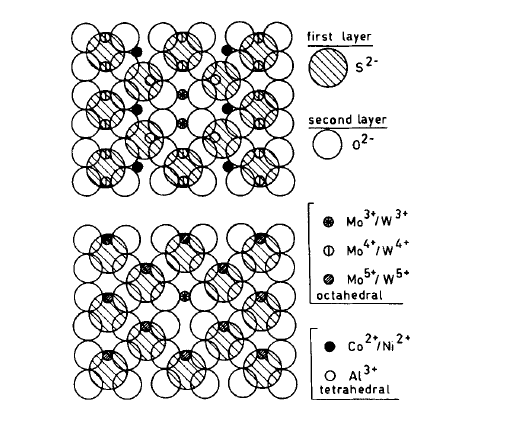 first layer
S²⁻
second layer
O²⁻
Mo³⁺/W³⁺
Mo⁴⁺/W⁴⁺
Mo⁵⁺/W⁵⁺
octahedral
Co²⁺/Ni²⁺
Al³⁺
tetrahedral